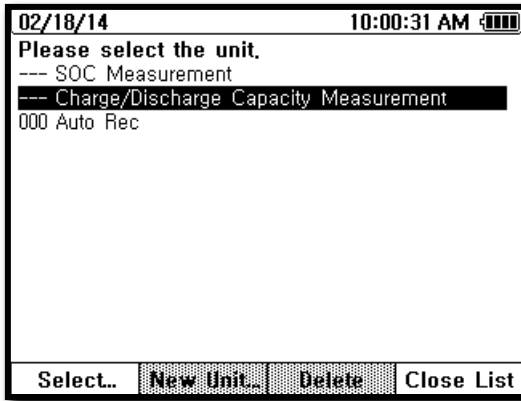 02/18/14 10:00:31 AM
Please select the unit.
--- SOC Measurement
--- Charge/Discharge Capacity Measurement
000 Auto Rec
Select... New Unit... Delete Close List